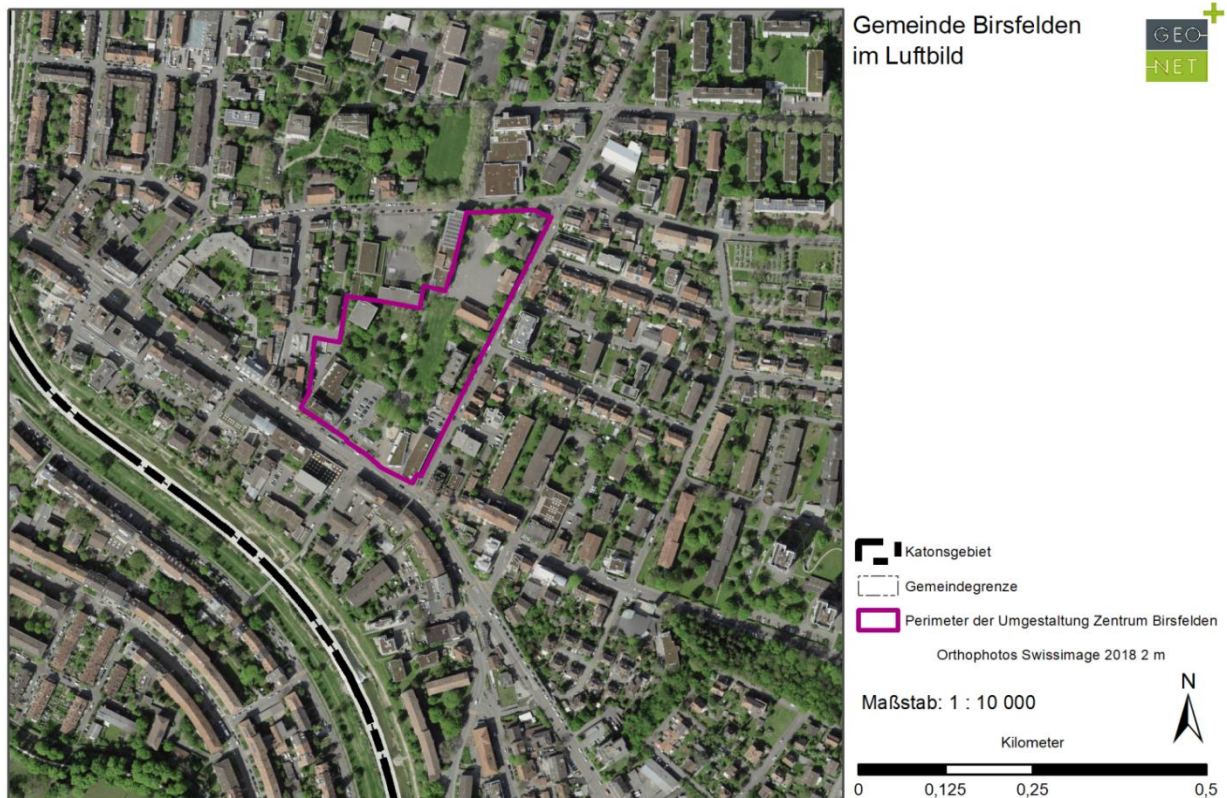 Gemeinde Birsfelden
im Luftbild
GEO
NET
Katonsgebiet
Gemeindegrenze
Perimeter der Umgestaltung Zentrum Birsfelden
Orthophotos Swissimage 2018 2 m
Maßstab: 1 : 10 000
N
Kilometer
0 0,125 0,25 0,5